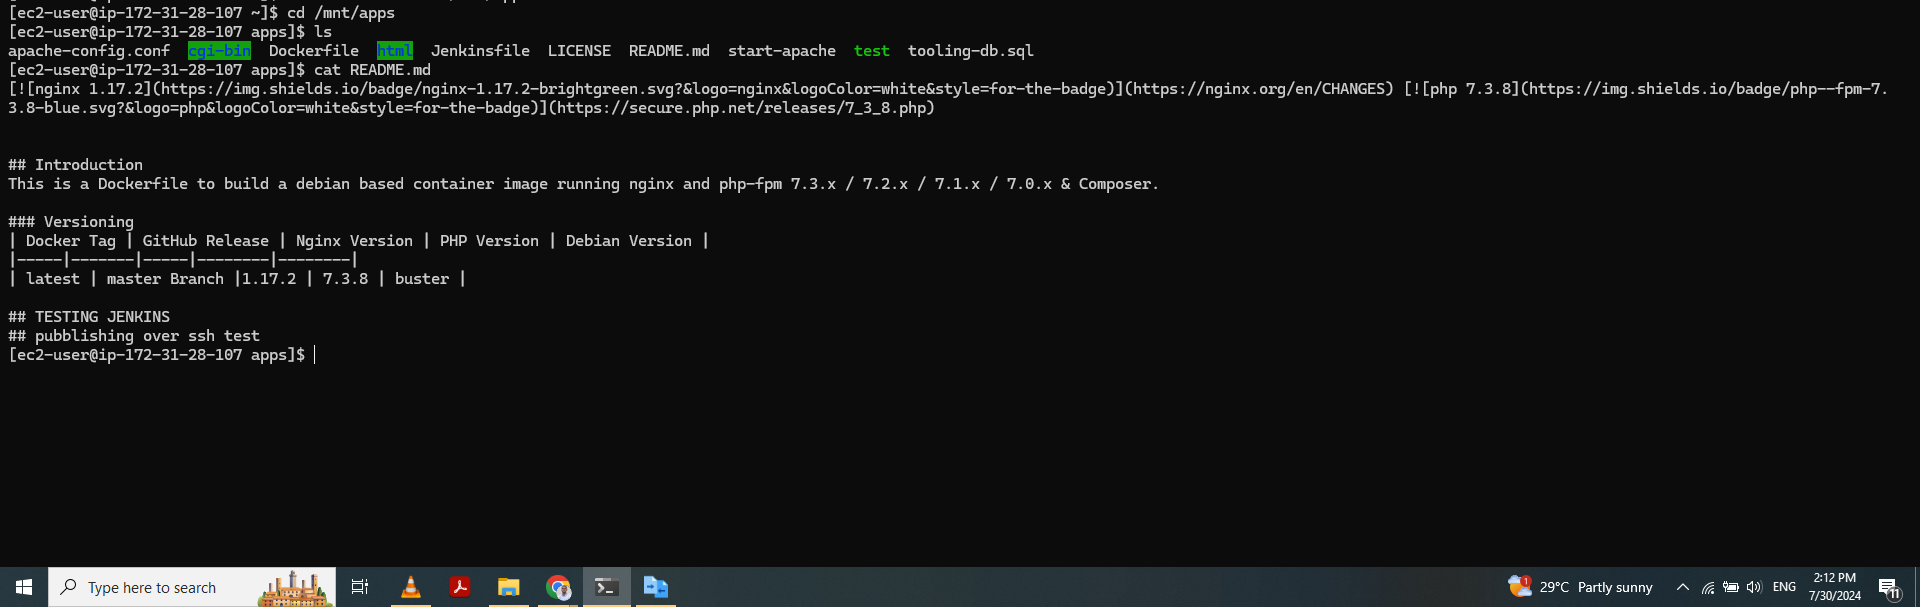 [ec2-user@ip-172-31-28-107 ~]$ cd /mnt/apps
[ec2-user@ip-172-31-28-107 apps]$ ls
apache-config.conf  cgi-bin  Dockerfile  html  Jenkinsfile  LICENSE  README.md  start-apache  test  tooling-db.sql
[ec2-user@ip-172-31-28-107 apps]$ cat README.md
[![nginx 1.17.2](https://img.shields.io/badge/nginx-1.17.2-brightgreen.svg?&logo=nginx&logoColor=white&style=for-the-badge)](https://nginx.org/en/CHANGES) [![php 7.3.8](https://img.shields.io/badge/php--fpm-7.
3.8-blue.svg?&logo=php&logoColor=white&style=for-the-badge)](https://secure.php.net/releases/7_3_8.php)
## Introduction
This is a Dockerfile to build a debian based container image running nginx and php-fpm 7.3.x / 7.2.x / 7.1.x / 7.0.x & Composer.
### Versioning
| Docker Tag | GitHub Release | Nginx Version | PHP Version | Debian Version |
|-----|-------|-----|--------|--------|
| latest | master Branch |1.17.2 | 7.3.8 | buster |
## TESTING JENKINS
## pubblishing over ssh test
[ec2-user@ip-172-31-28-107 apps]$
Type here to search
1
29°C Partly sunny
ENG
2:12 PM
7/30/2024
11